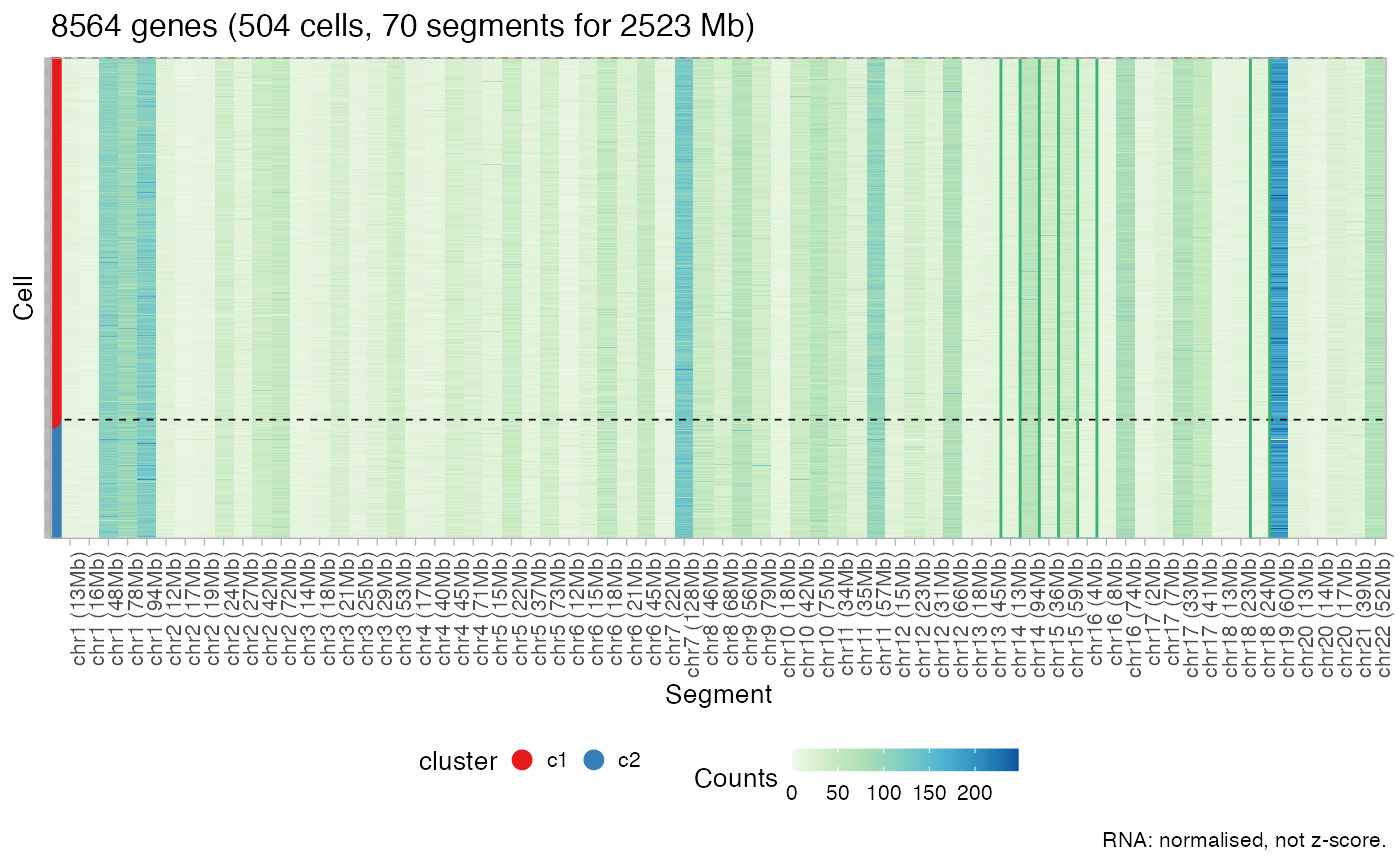 8564 genes (504 cells, 70 segments for 2523 Mb)
Cell
chr1 (13Mb)
chr1 (16Mb)
chr1 (48Mb)
chr1 (78Mb)
chr1 (94Mb)
chr2 (12Mb)
chr2 (17Mb)
chr2 (19Mb)
chr2 (24Mb)
chr2 (27Mb)
chr2 (42Mb)
chr2 (72Mb)
chr3 (14Mb)
chr3 (18Mb)
chr3 (21Mb)
chr3 (25Mb)
chr3 (29Mb)
chr3 (53Mb)
chr4 (17Mb)
chr4 (40Mb)
chr4 (45Mb)
chr4 (71Mb)
chr5 (15Mb)
chr5 (22Mb)
chr5 (37Mb)
chr5 (73Mb)
chr6 (12Mb)
chr6 (15Mb)
chr6 (18Mb)
chr6 (21Mb)
chr6 (45Mb)
chr7 (22Mb)
chr7 (128Mb)
chr8 (46Mb)
chr8 (68Mb)
chr9 (56Mb)
chr9 (79Mb)
chr10 (18Mb)
chr10 (42Mb)
chr10 (75Mb)
chr11 (34Mb)
chr11 (35Mb)
chr11 (57Mb)
chr12 (15Mb)
chr12 (23Mb)
chr12 (31Mb)
chr12 (66Mb)
chr13 (18Mb)
chr13 (45Mb)
chr14 (13Mb)
chr14 (94Mb)
chr15 (36Mb)
chr15 (59Mb)
chr16 (4Mb)
chr16 (8Mb)
chr16 (74Mb)
chr17 (2Mb)
chr17 (7Mb)
chr17 (33Mb)
chr17 (41Mb)
chr18 (13Mb)
chr18 (23Mb)
chr18 (24Mb)
chr19 (60Mb)
chr20 (13Mb)
chr20 (14Mb)
chr20 (17Mb)
chr21 (39Mb)
chr22 (52Mb)
Segment
cluster c1 c2
Counts
0 50 100 150 200
RNA: normalised, not z-score.